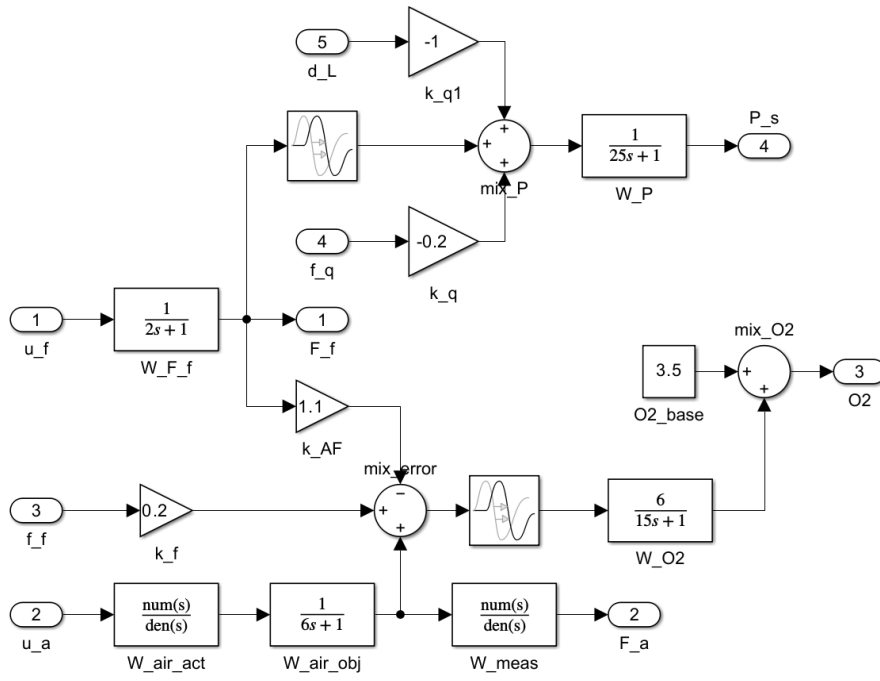 5
d_L
-1
k_q1
+
+
+
mix_P
1
25s + 1
W_P
P_s
4
4
f_q
-0.2
k_q
1
u_f
1
2s + 1
W_F_f
1
F_f
1.1
k_AF
mix_error
3.5
O2_base
mix_O2
+
+
3
O2
3
f_f
0.2
k_f
−
+
+
6
15s + 1
W_O2
2
u_a
num(s)
den(s)
W_air_act
1
6s + 1
W_air_obj
num(s)
den(s)
W_meas
2
F_a